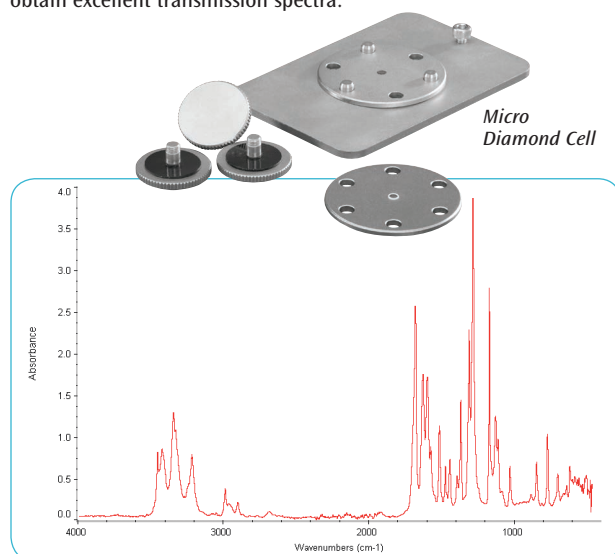 obtain excellent transmission spectra.
Micro
Diamond Cell
4.0
3.5
3.0
2.5
2.0
1.5
1.0
0.5
0.0
Absorbance
4000 3000 2000 1000
Wavenumbers (cm-1)